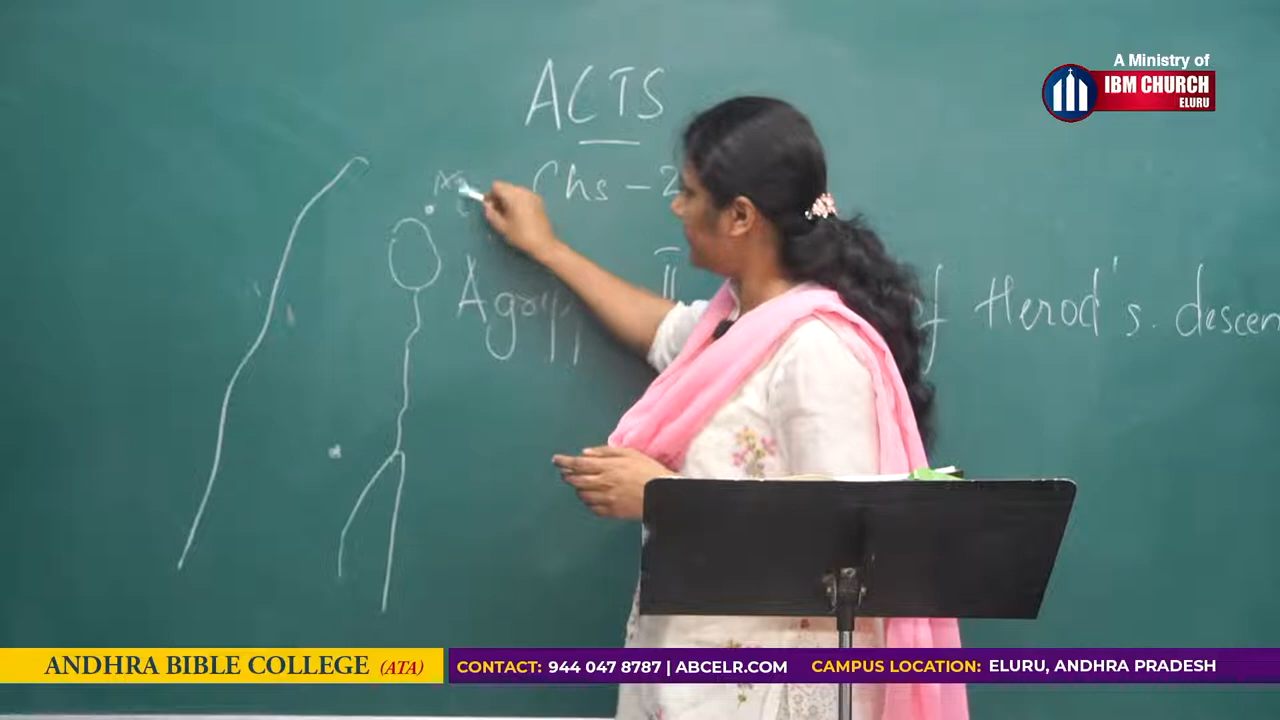 A Ministry of
IBM CHURCH
ELURU
ACTS
Chs - 2
II of Herod's. descen
ANDHRA BIBLE COLLEGE (ATA)
CONTACT: 944 047 8787 | ABCELR.COM CAMPUS LOCATION: ELURU, ANDHRA PRADESH